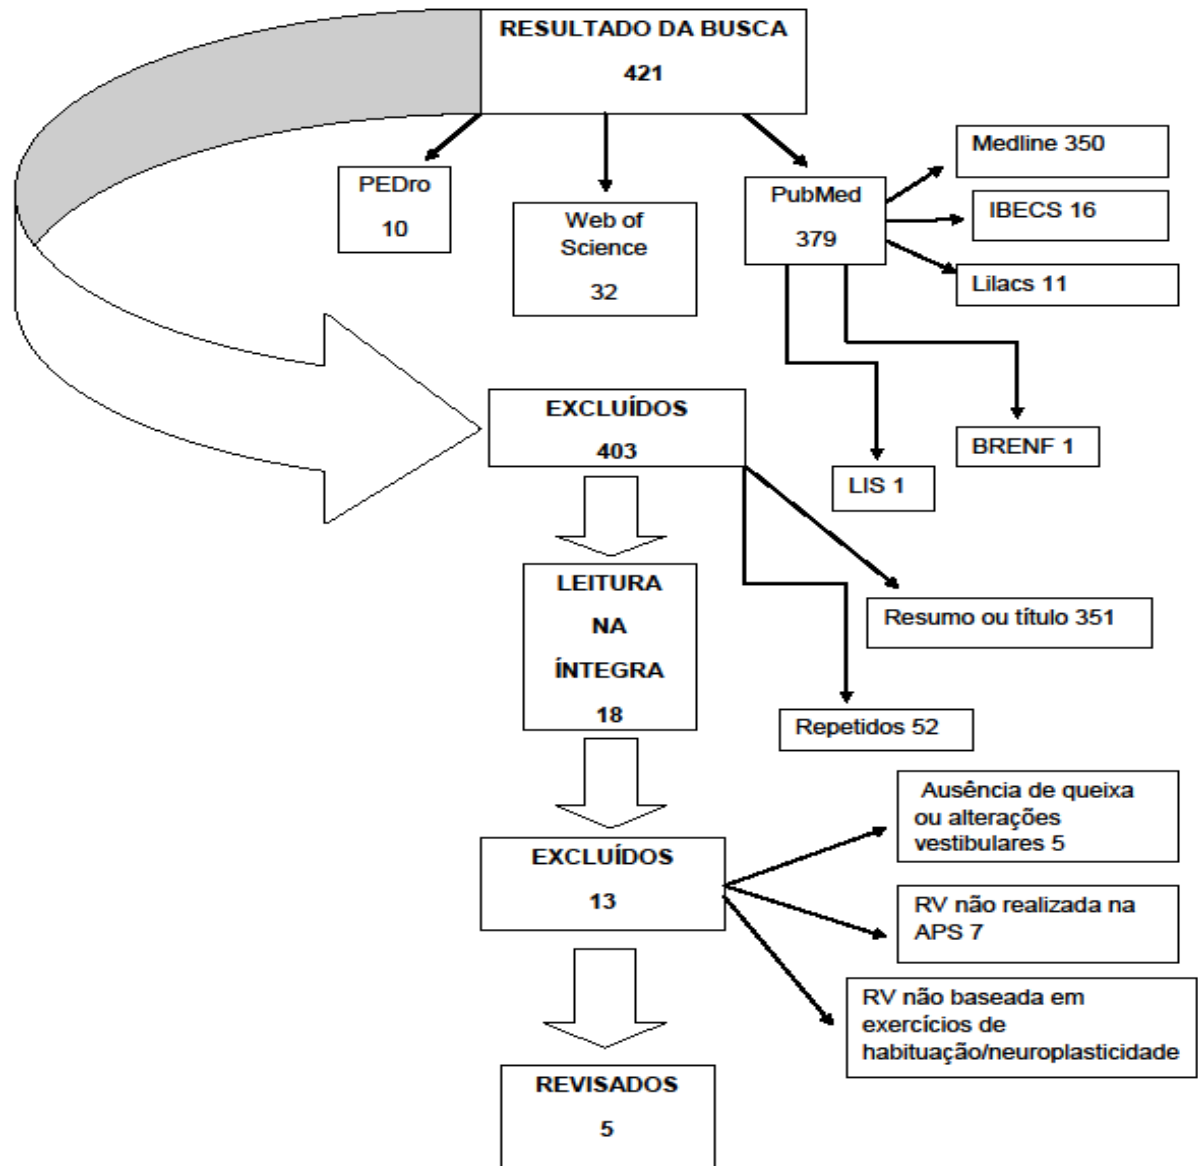 RESULTADO DA BUSCA
421
PEDro
10
Web of
Science
32
PubMed
379
Medline 350
IBECS 16
Lilacs 11
LIS 1
BRENF 1
EXCLUÍDOS
403
Resumo ou título 351
Repetidos 52
LEITURA
NA
ÍNTEGRA
18
EXCLUÍDOS
13
Ausência de queixa
ou alterações
vestibulares 5
RV não realizada na
APS 7
RV não baseada em
exercícios de
habituação/neuroplasticidade
REVISADOS
5